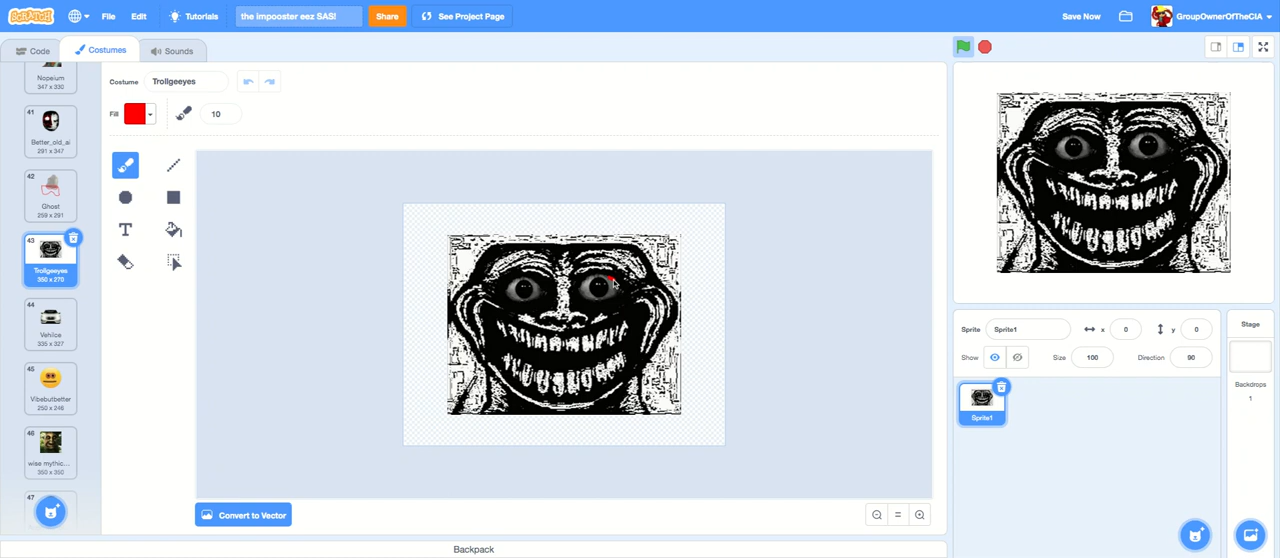 SCRATCH File Edit Tutorials the impooster eez SAS! Share See Project Page Save Now GroupOwnerOfTheCIA
Code Costumes Sounds
Nopeium
347 x 330
41
Better_old_ai
291 x 347
42
Ghost
259 x 291
43
Trollgeeyes
350 x 270
44
Vehilce
335 x 327
45
Vibebutbetter
250 x 246
46
wise mythic...
350 x 350
47
Costume Trollgeeyes
Fill 10
T
Convert to Vector
Backpack
Sprite Sprite1 x 0 y 0
Show Size 100 Direction 90
Sprite1
Stage
Backdrops
1